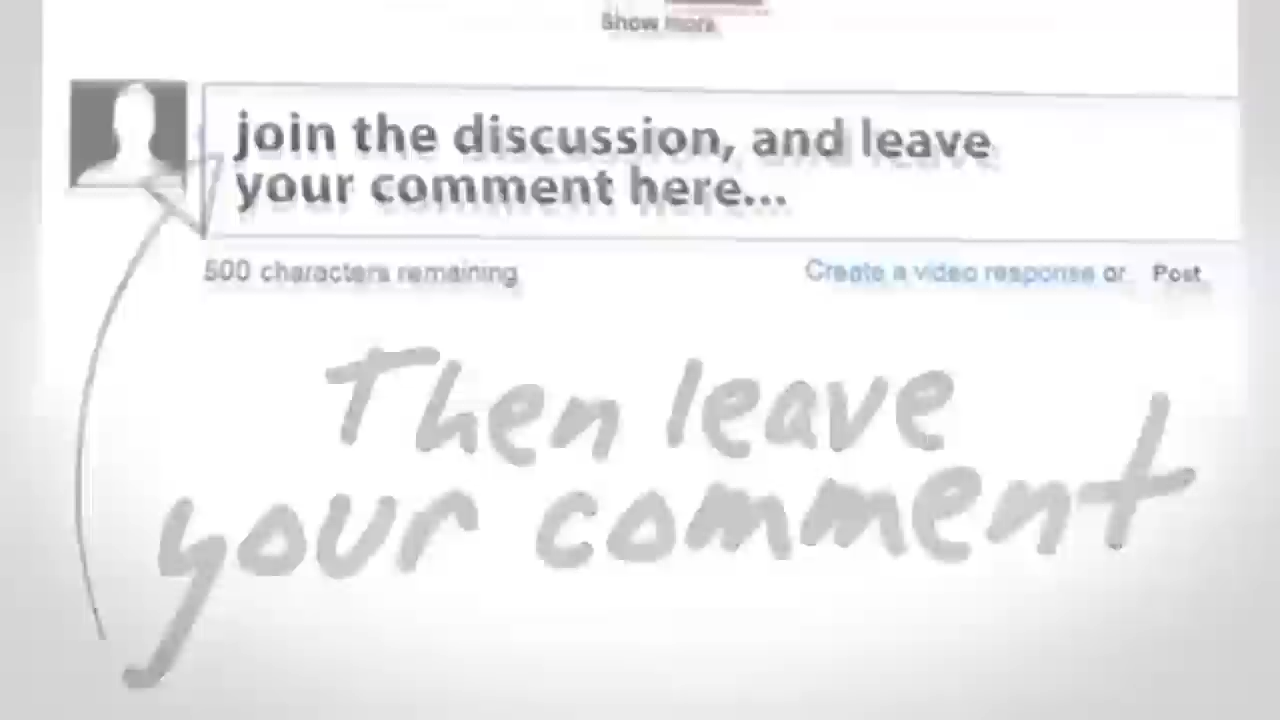 Show more
join the discussion, and leave
your comment here...
500 characters remaining
Create a video response or Post
Then leave
your comment